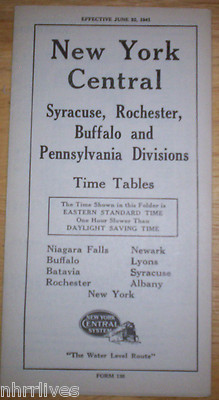 EFFECTIVE JUNE 22, 1941
New York
Central
Syracuse, Rochester,
Buffalo and
Pennsylvania Divisions
Time Tables
The Time Shown in this Folder is
EASTERN STANDARD TIME
One Hour Slower Than
DAYLIGHT SAVING TIME
Niagara Falls Newark
Buffalo Lyons
Batavia Syracuse
Rochester Albany
New York
NEW YORK
CENTRAL
SYSTEM
"The Water Level Route"
FORM 130
nhrrlives